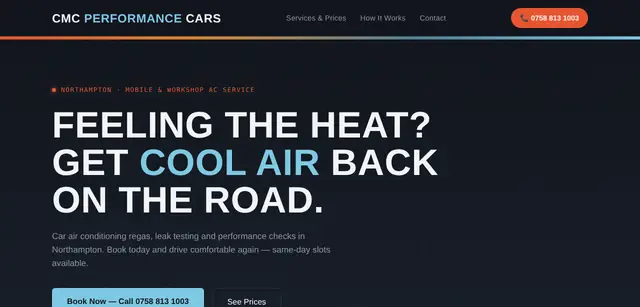 CMC PERFORMANCE CARS
Services & Prices
How It Works
Contact
📞 0758 813 1003
NORTHAMPTON · MOBILE & WORKSHOP AC SERVICE
FEELING THE HEAT?
GET COOL AIR BACK
ON THE ROAD.
Car air conditioning regas, leak testing and performance checks in
Northampton. Book today and drive comfortable again — same-day slots
available.
Book Now — Call 0758 813 1003
See Prices